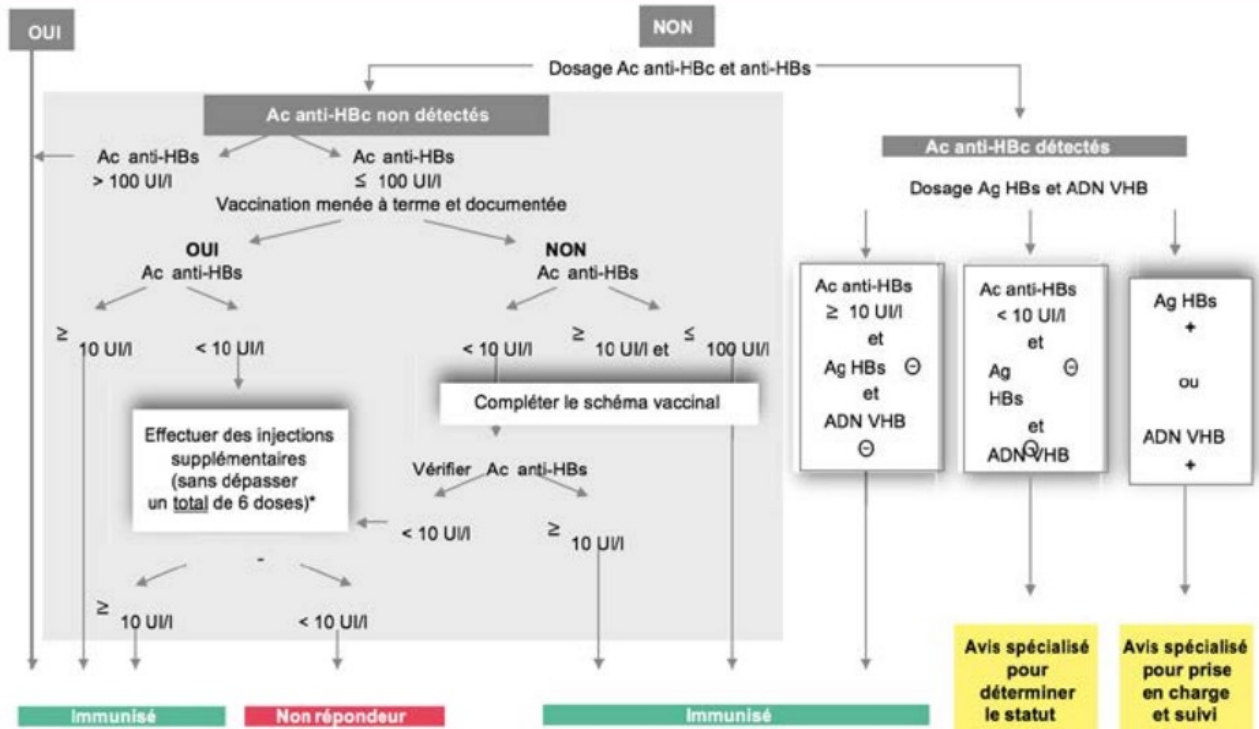 OUI
NON
Dosage Ac anti-HBc et anti-HBs
Ac anti-HBc non détectés
Ac anti-HBs
> 100 UI/l
Ac anti-HBs
≤ 100 UI/l
Vaccination menée à terme et documentée
OUI
Ac anti-HBs
NON
Ac anti-HBs
≥ 10 UI/l
< 10 UI/l
< 10 UI/l
≥ 10 UI/l et
≤ 100 UI/l
Effectuer des injections
supplémentaires
(sans dépasser
un total de 6 doses)*
Compléter le schéma vaccinal
Vérifier Ac anti-HBs
< 10 UI/l
≥ 10 UI/l
-
≥ 10 UI/l
< 10 UI/l
Ac anti-HBc détectés
Dosage Ag HBs et ADN VHB
Ac anti-HBs
≥ 10 UI/l
et
Ag HBs ⊖
et
ADN VHB
⊖
Ac anti-HBs
< 10 UI/l
et
Ag ⊖
HBs
et
ADN VHB ⊖
Ag HBs
+
ou
ADN VHB
+
Immunisé
Non répondeur
Immunisé
Avis spécialisé
pour
déterminer
le statut
Avis spécialisé
pour prise
en charge
et suivi